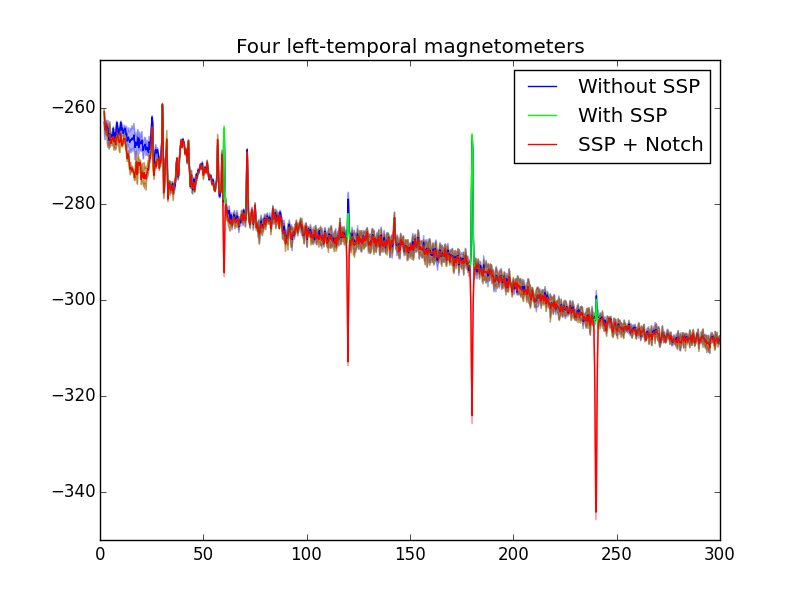 Four left-temporal magnetometers
Without SSP
With SSP
SSP + Notch
−260
−280
−300
−320
−340
0 50 100 150 200 250 300